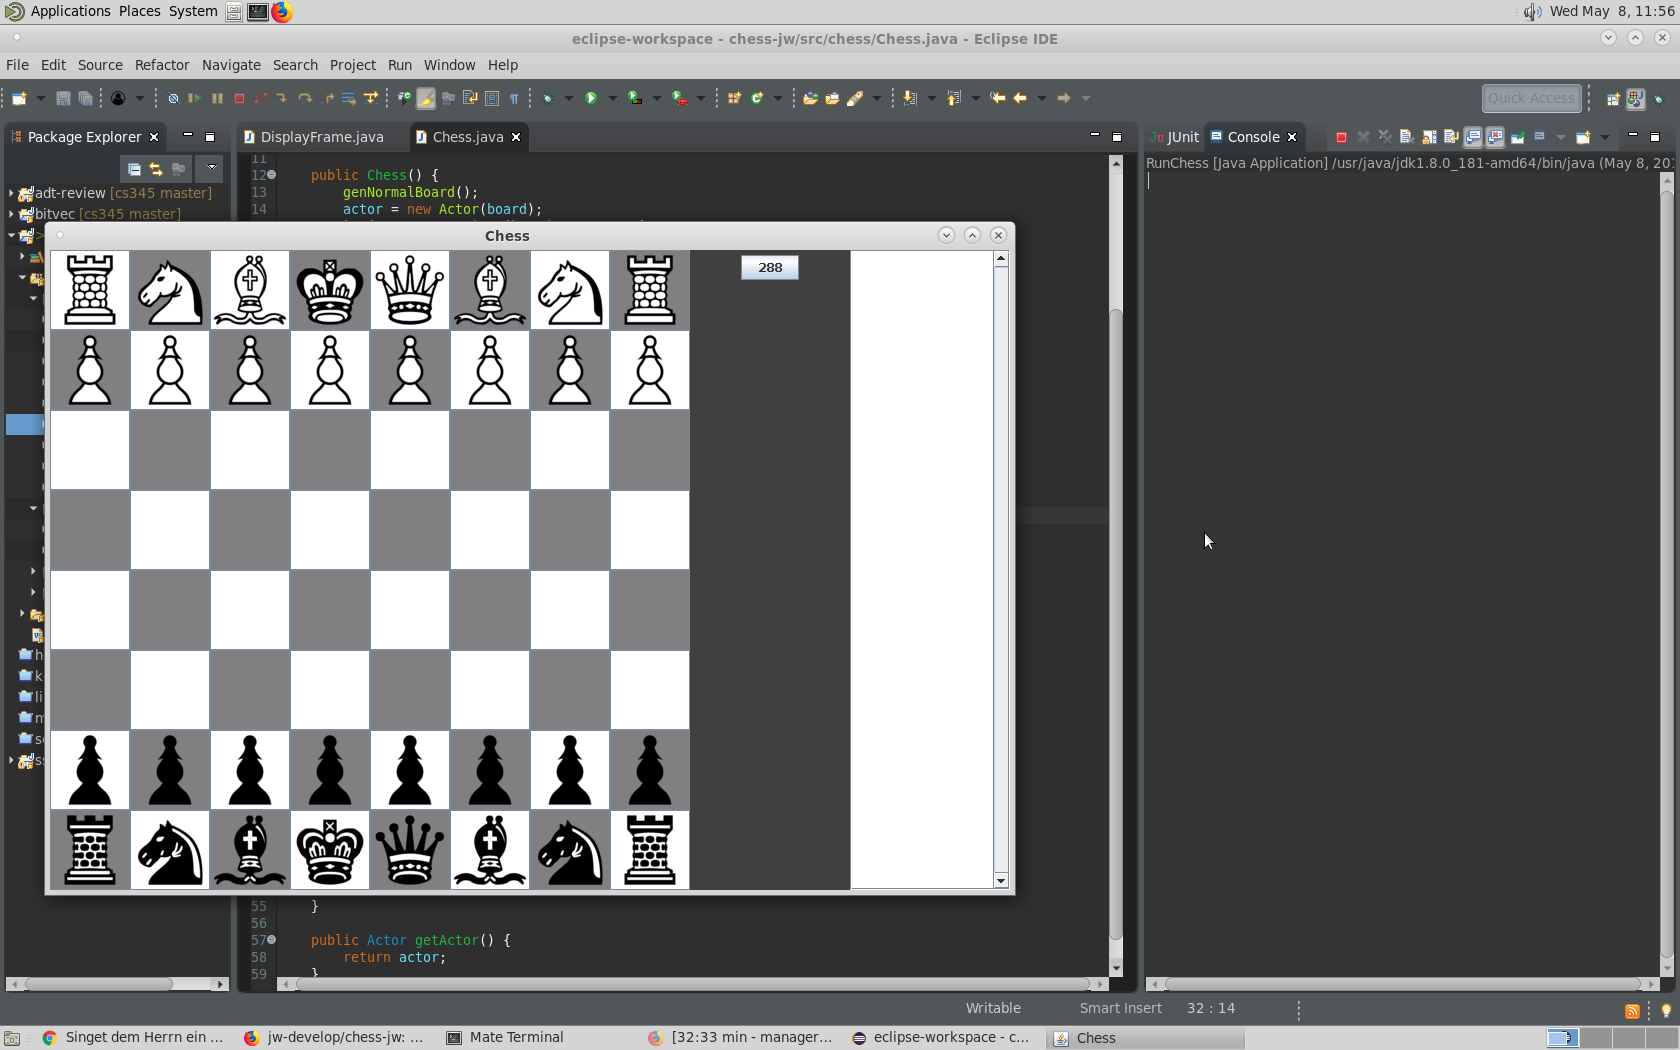 Applications Places System
Wed May 8, 11:56
eclipse-workspace - chess-jw/src/chess/Chess.java - Eclipse IDE
File Edit Source Refactor Navigate Search Project Run Window Help
Quick Access
Package Explorer
DisplayFrame.java
Chess.java
JUnit
Console
RunChess [Java Application] /usr/java/jdk1.8.0_181-amd64/bin/java (May 8, 20
adt-review [cs345 master]
bitvec [cs345 master]
11
12 public Chess() {
13 genNormalBoard();
14 actor = new Actor(board);
Chess
288
55 }
56
57 public Actor getActor() {
58 return actor;
59 }
Writable
Smart Insert
32 : 14
Singet dem Herrn ein ...
jw-develop/chess-jw: ...
Mate Terminal
[32:33 min - manager...
eclipse-workspace - c...
Chess